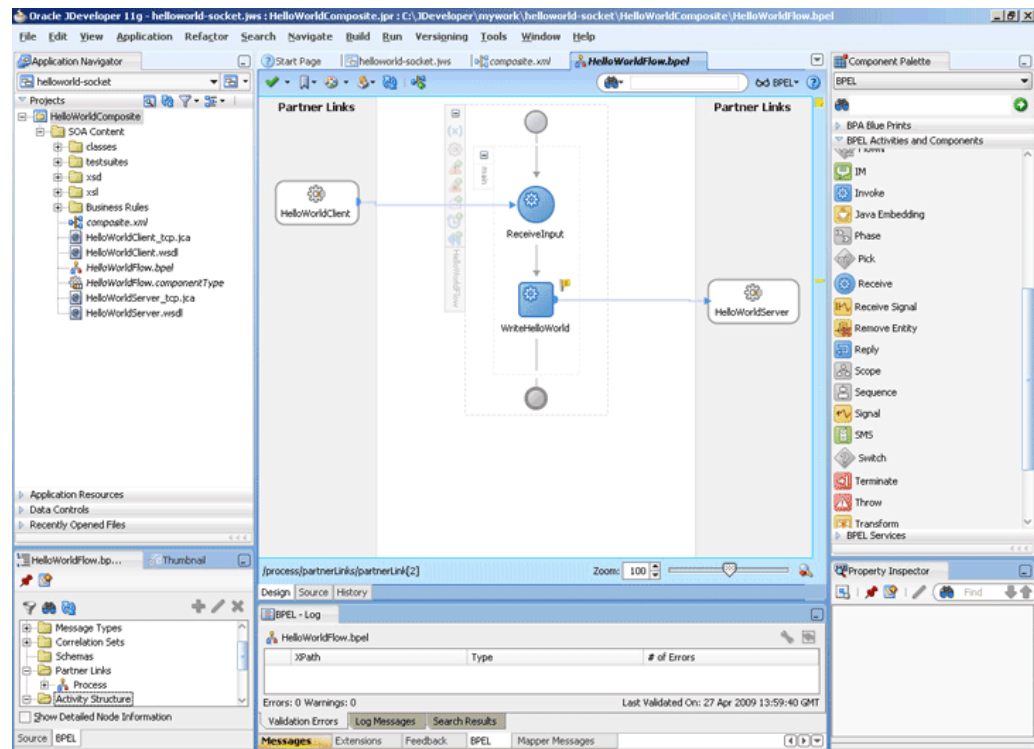 Oracle JDeveloper 11g - helloworld-socket.jws : HelloWorldComposite.jpr : C:\JDeveloper\mywork\helloworld-socket\HelloWorldComposite\HelloWorldFlow.bpel
File Edit View Application Refactor Search Navigate Build Run Versioning Tools Window Help
Application Navigator
helloworld-socket
Projects
HelloWorldComposite
SOA Content
classes
testsuites
xsd
xsl
Business Rules
composite.xml
HelloWorldClient_tcp.jca
HelloWorldClient.wsdl
HelloWorldFlow.bpel
HelloWorldFlow.componentType
HelloWorldServer_tcp.jca
HelloWorldServer.wsdl
Application Resources
Data Controls
Recently Opened Files
HelloWorldFlow.bp...
Thumbnail
Message Types
Correlation Sets
Schemas
Partner Links
Process
Activity Structure
Show Detailed Node Information
Source BPEL
Start Page helloworld-socket.jws composite.xml HelloWorldFlow.bpel
BPEL
Partner Links
Partner Links
(x)
main
HelloWorldClient
ReceiveInput
HelloWorldFlow
HelloWorldServer
WriteHelloWorld
/process/partnerLinks/partnerLink[2]
Zoom: 100
Design Source History
BPEL - Log
HelloWorldFlow.bpel
XPath Type # of Errors
Errors: 0 Warnings: 0
Last Validated On: 27 Apr 2009 13:59:40 GMT
Validation Errors Log Messages Search Results
Messages Extensions Feedback BPEL Mapper Messages
Component Palette
BPEL
BPA Blue Prints
BPEL Activities and Components
IM
Invoke
Java Embedding
Phase
Pick
Receive
Receive Signal
Remove Entity
Reply
Scope
Sequence
Signal
SMS
Switch
Terminate
Throw
Transform
BPEL Services
Property Inspector
Find